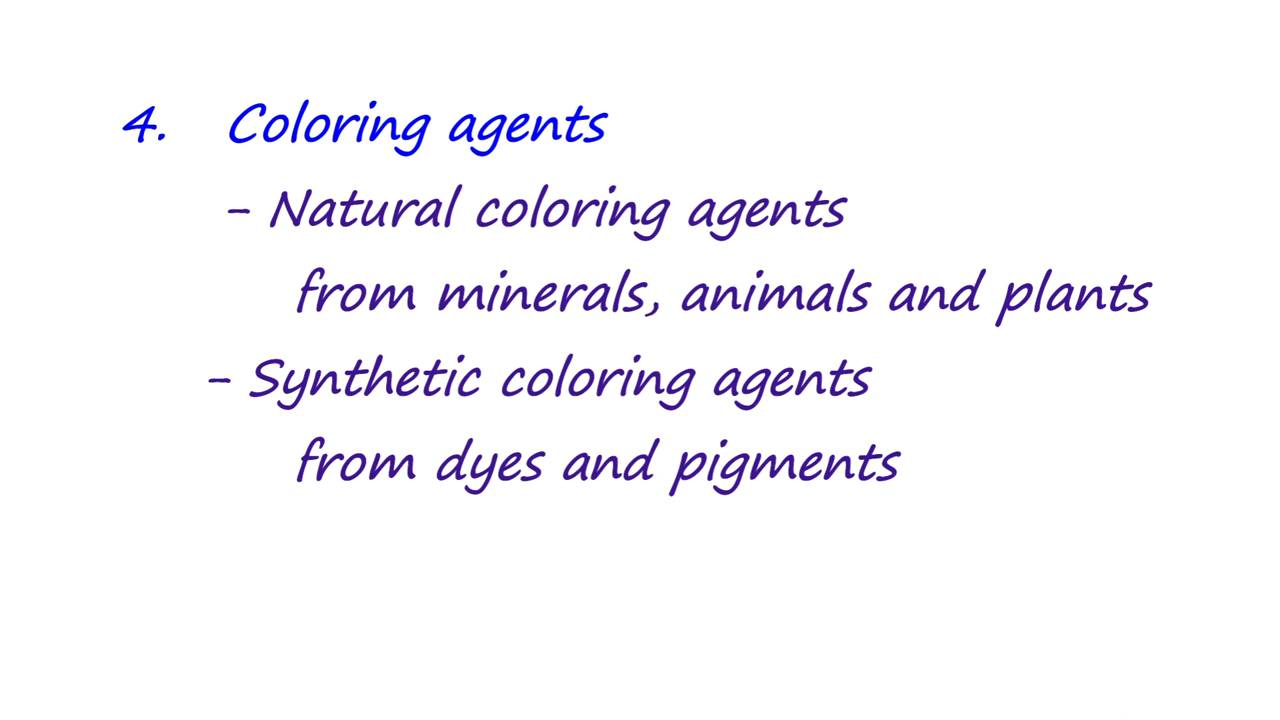 4. Coloring agents
- Natural coloring agents
from minerals, animals and plants
- Synthetic coloring agents
from dyes and pigments